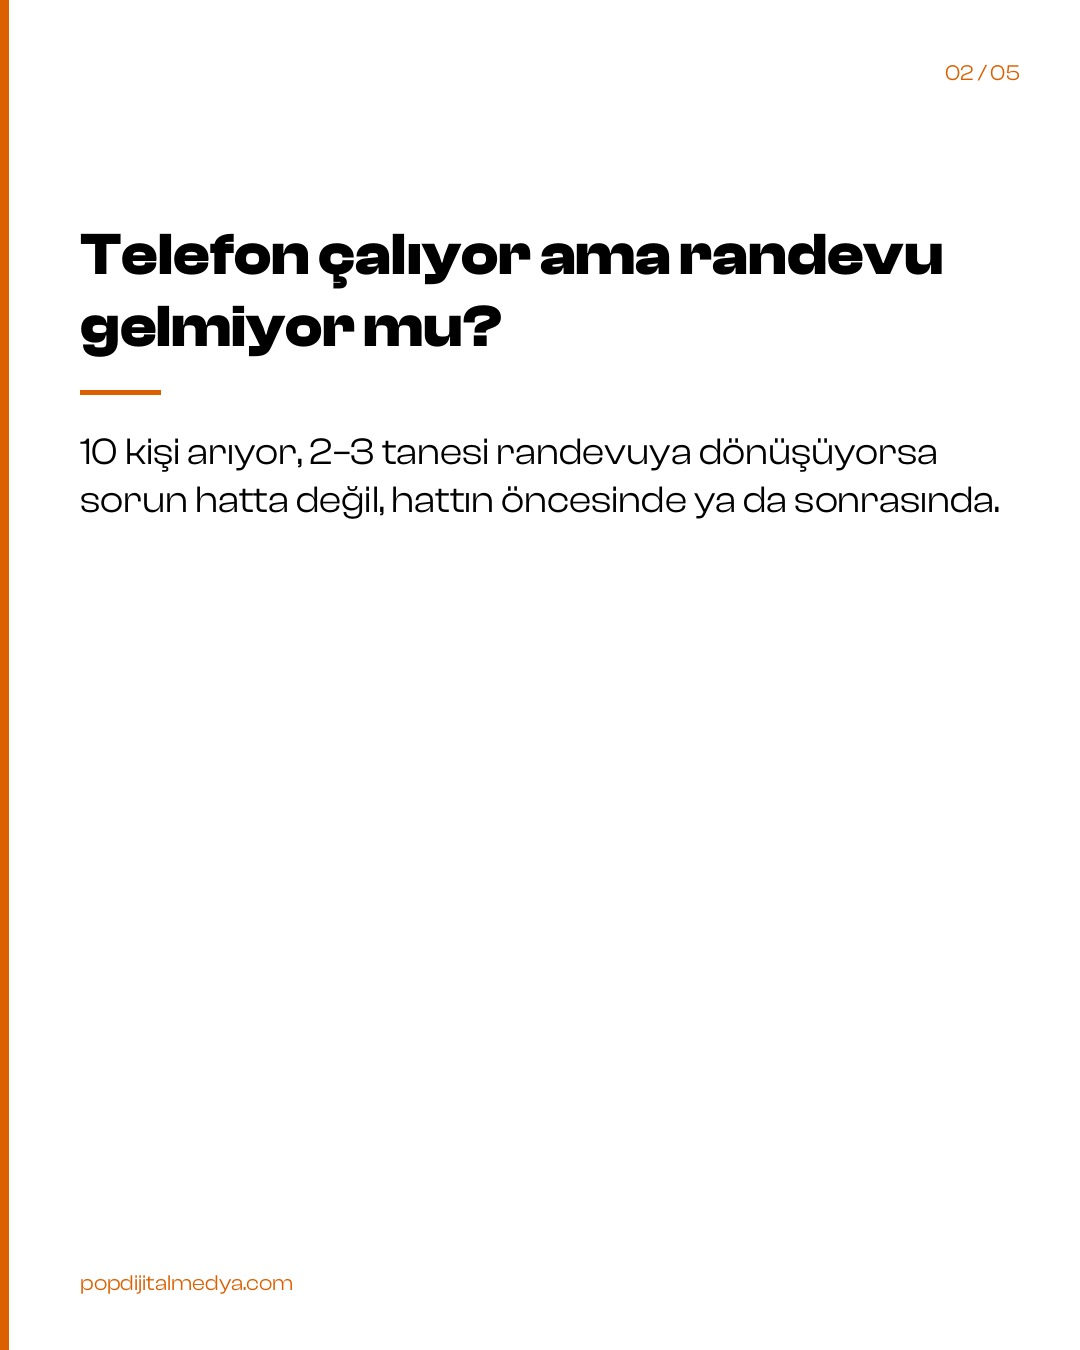 02 / 05
Telefon çalıyor ama randevu
gelmiyor mu?
10 kişi arıyor, 2–3 tanesi randevuya dönüşüyorsa
sorun hatta değil, hattın öncesinde ya da sonrasında.
popdijitalmedya.com